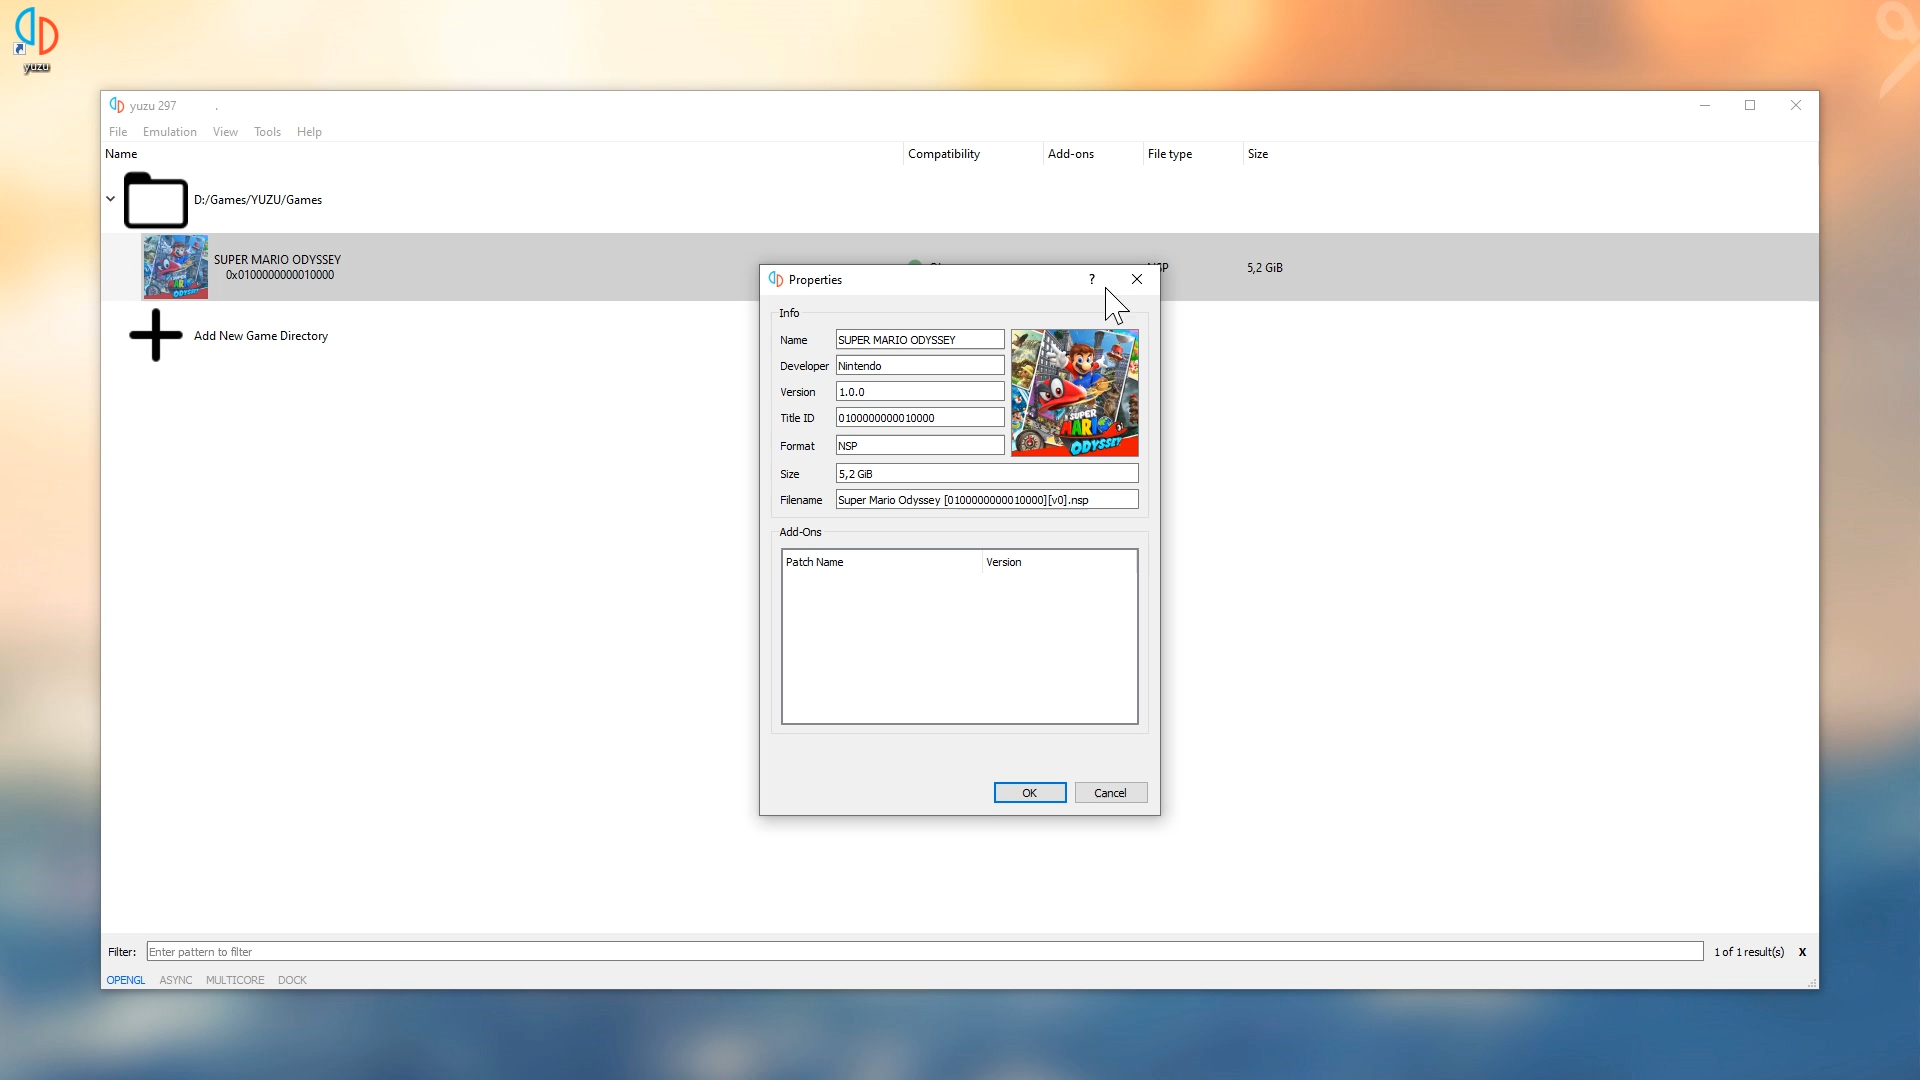 yuzu
yuzu 297
File Emulation View Tools Help
Name Compatibility Add-ons File type Size
D:/Games/YUZU/Games
SUPER MARIO ODYSSEY
0x0100000000010000
5,2 GiB
Add New Game Directory
Properties
Info
Name SUPER MARIO ODYSSEY
Developer Nintendo
Version 1.0.0
Title ID 0100000000010000
Format NSP
Size 5,2 GiB
Filename Super Mario Odyssey [0100000000010000][v0].nsp
SUPER
MARIO
ODYSSEY
Add-Ons
Patch Name Version
OK Cancel
Filter: Enter pattern to filter 1 of 1 result(s) X
OPENGL ASYNC MULTICORE DOCK